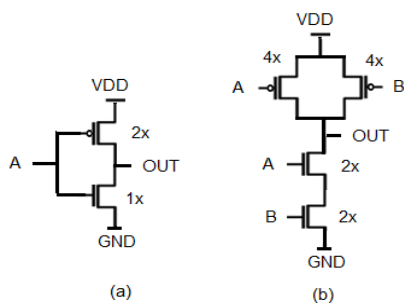 VDD
2x
A
OUT
1x
GND
(a)
VDD
4x 4x
A B
OUT
A 2x
B 2x
GND
(b)